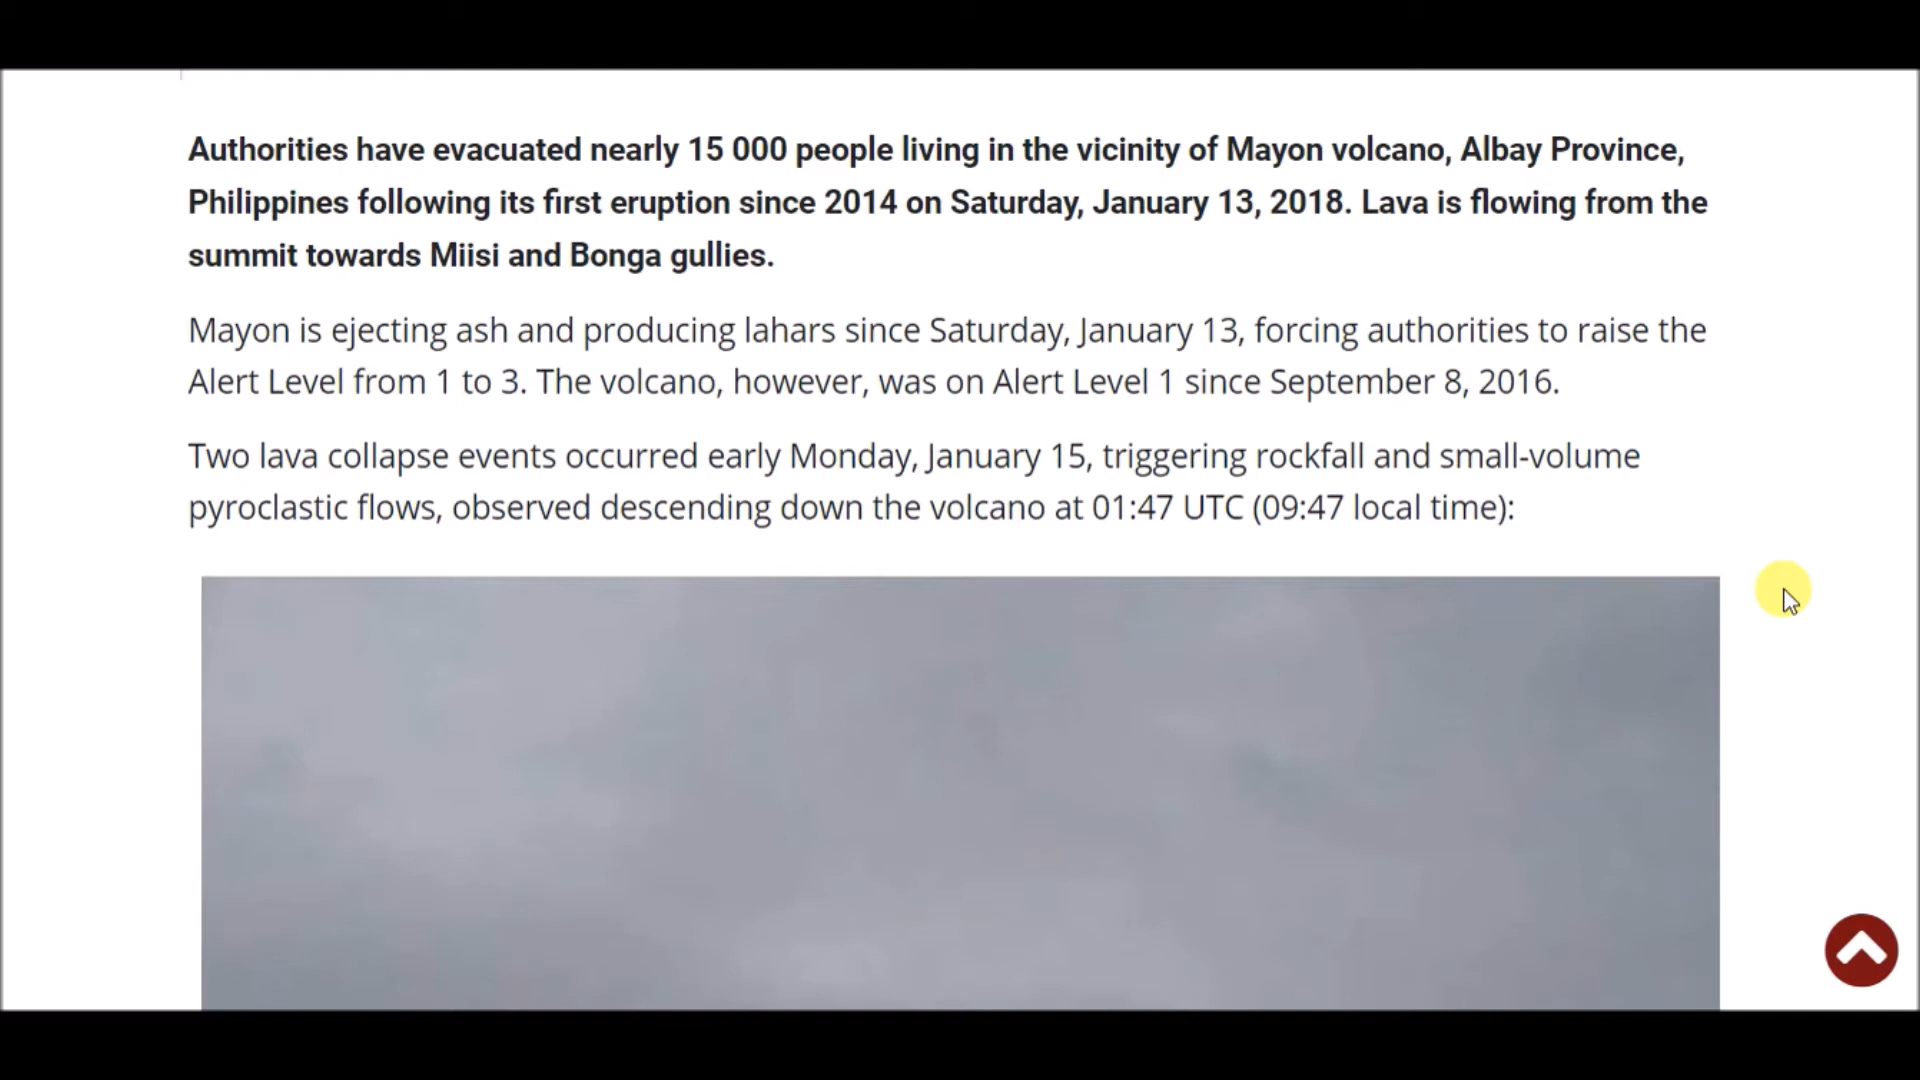 Authorities have evacuated nearly 15 000 people living in the vicinity of Mayon volcano, Albay Province,
Philippines following its first eruption since 2014 on Saturday, January 13, 2018. Lava is flowing from the
summit towards Miisi and Bonga gullies.
Mayon is ejecting ash and producing lahars since Saturday, January 13, forcing authorities to raise the
Alert Level from 1 to 3. The volcano, however, was on Alert Level 1 since September 8, 2016.
Two lava collapse events occurred early Monday, January 15, triggering rockfall and small-volume
pyroclastic flows, observed descending down the volcano at 01:47 UTC (09:47 local time):